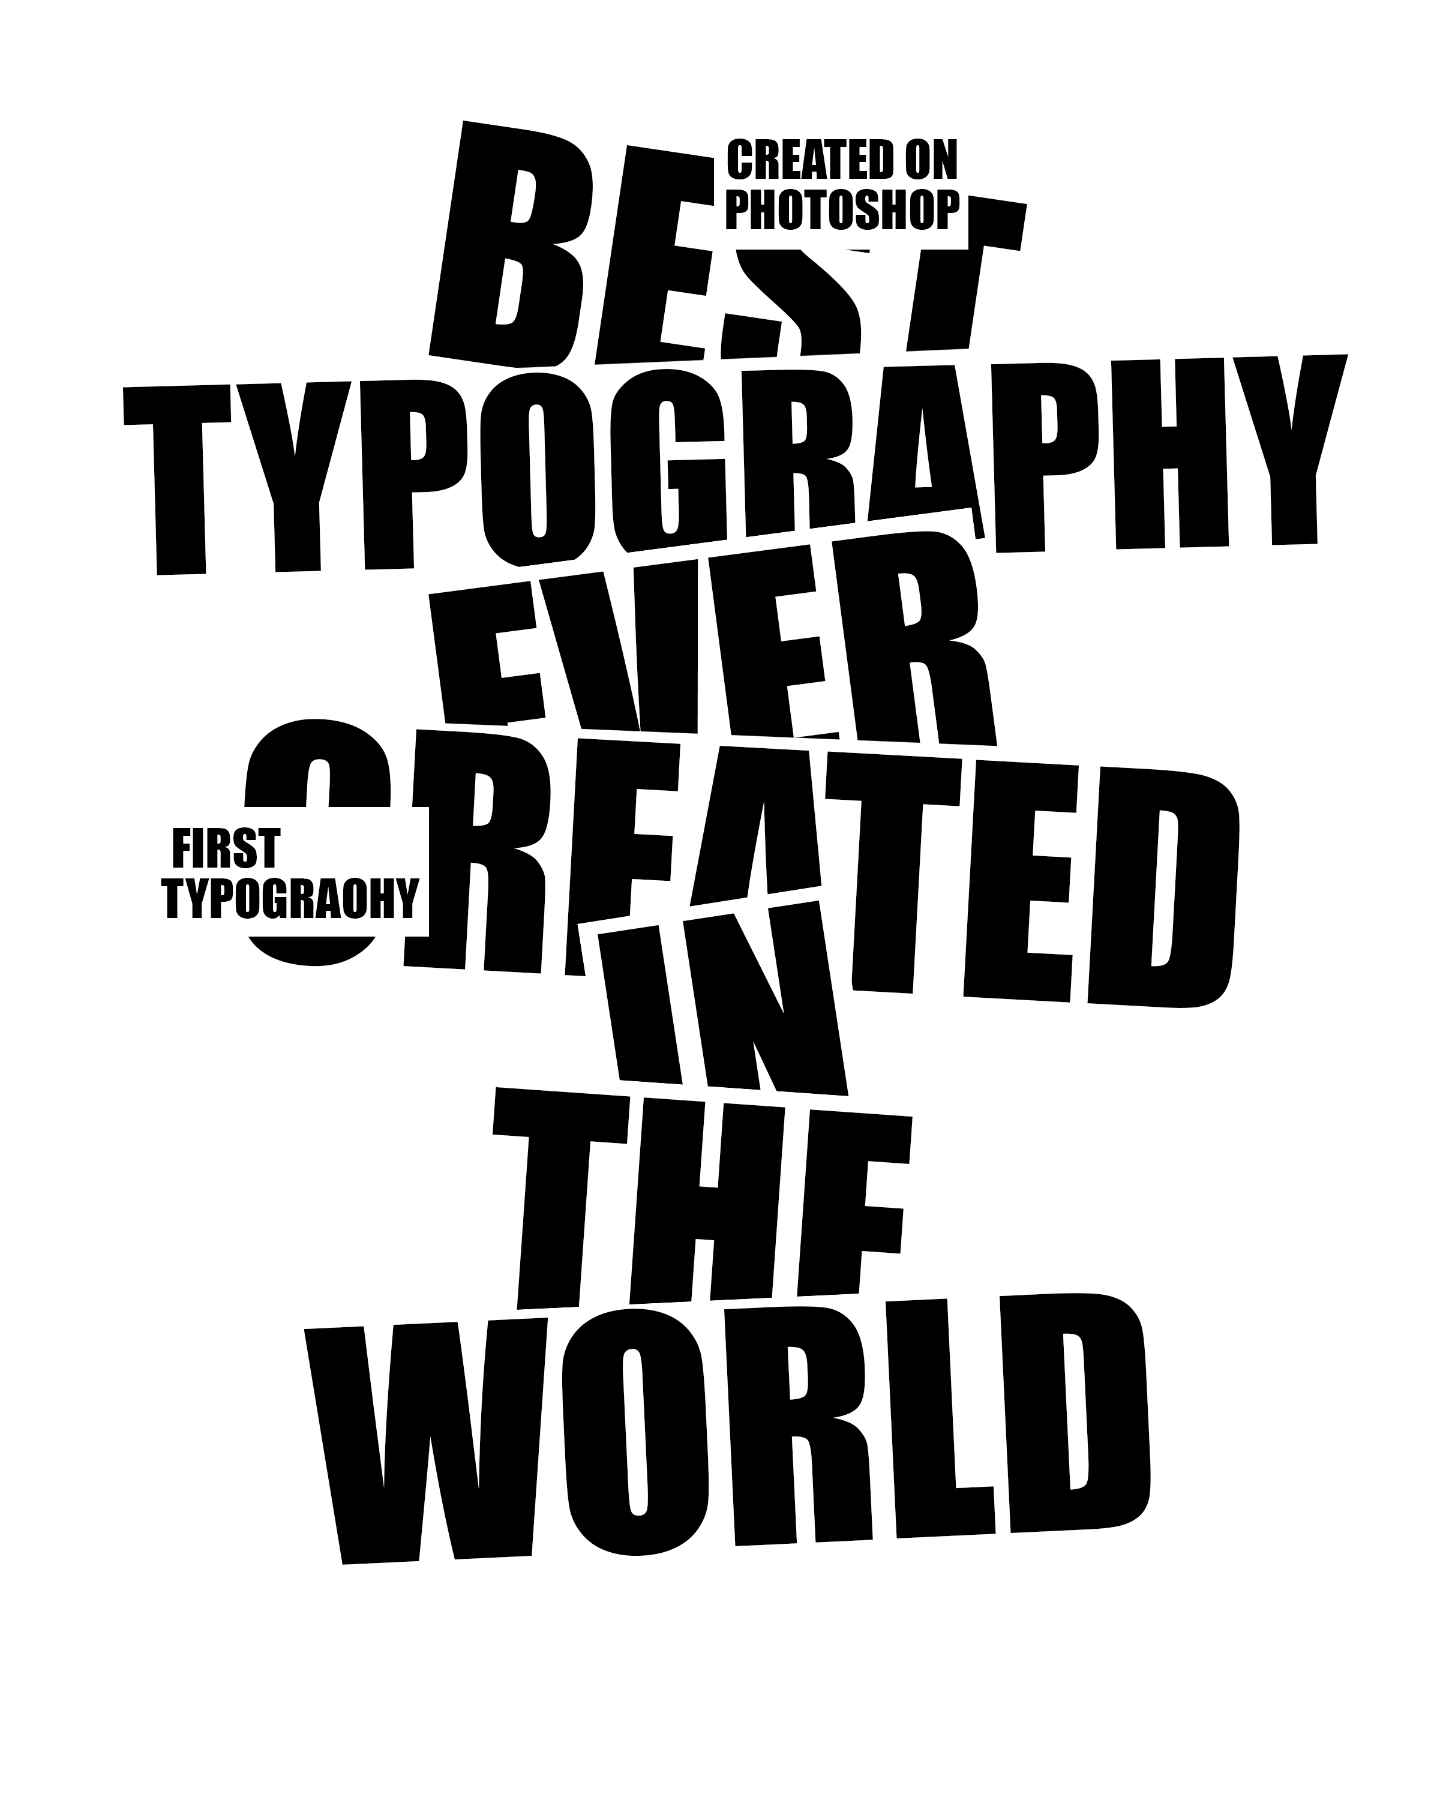 BEST
CREATED ON
PHOTOSHOP
TYPOGRAPHY
EVER
CREATED
FIRST
TYPOGRAOHY
IN
THE
WORLD